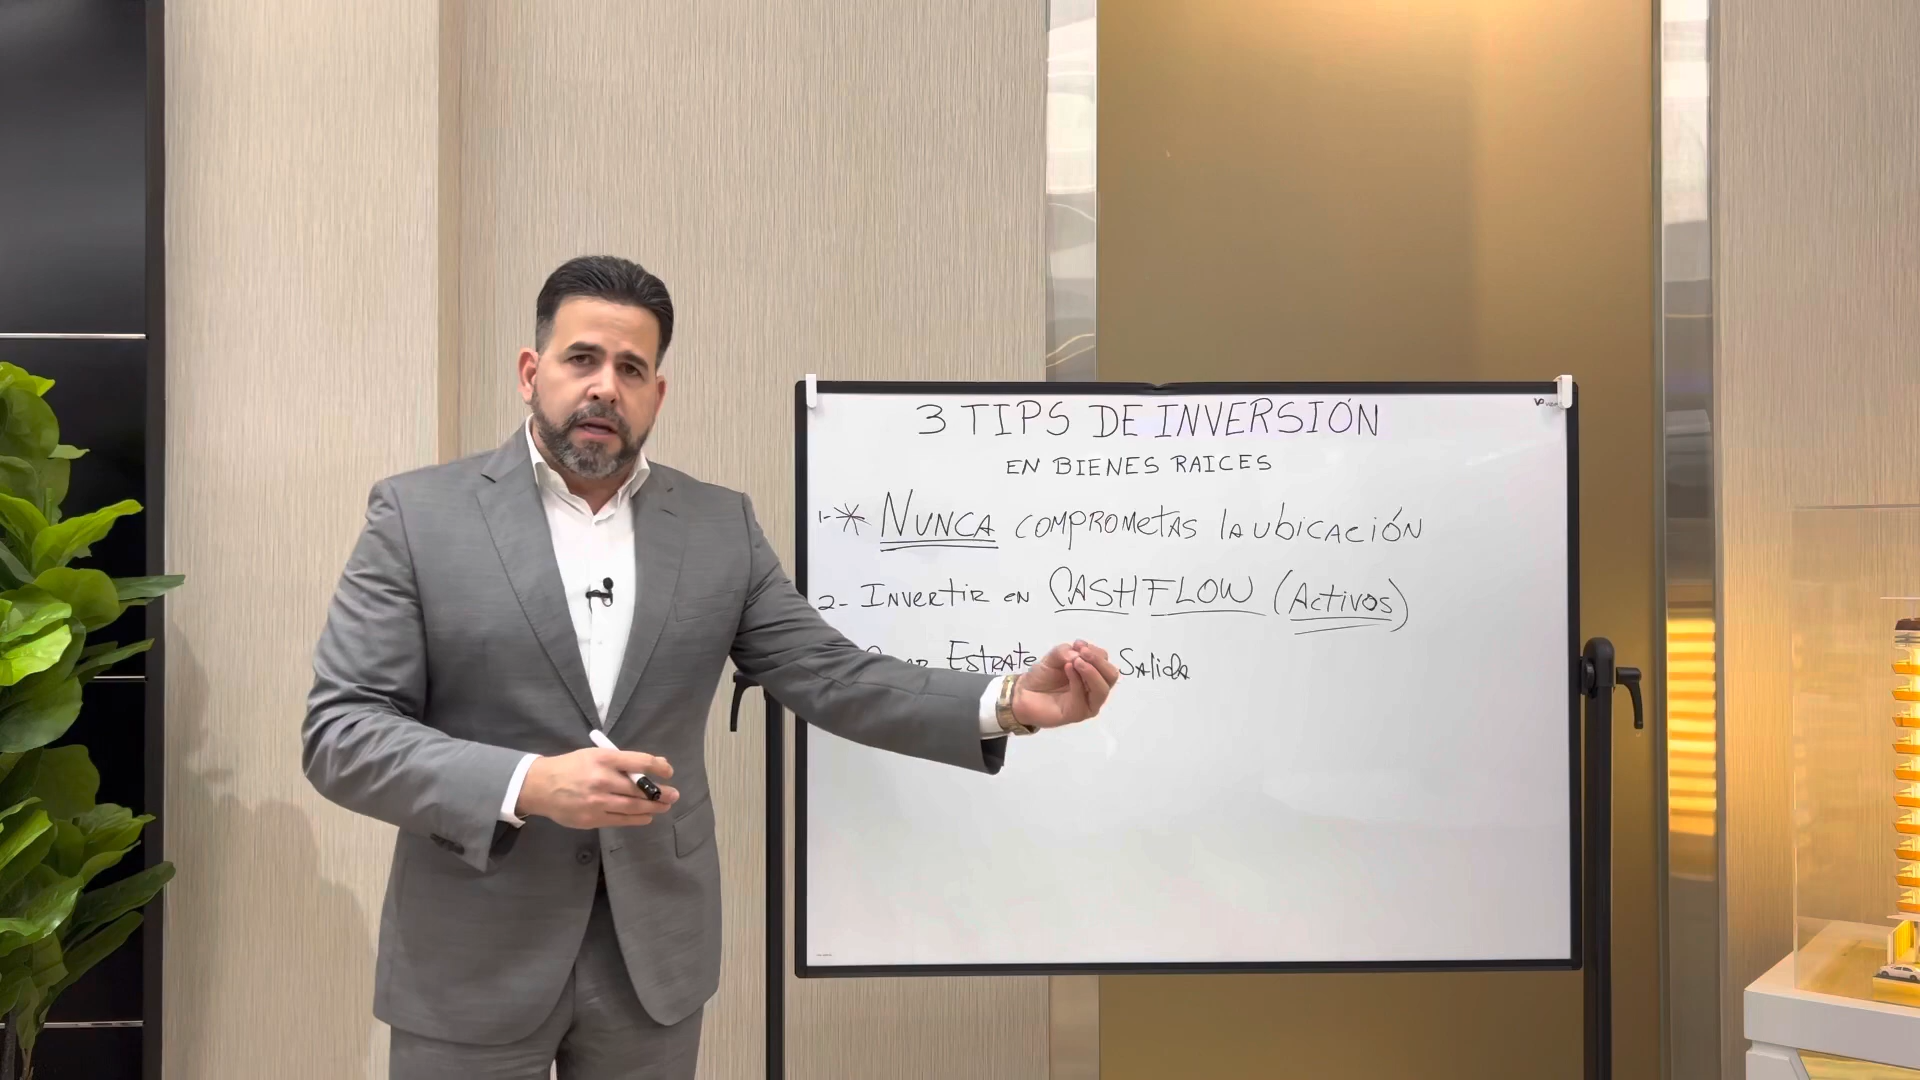 3 TIPS DE INVERSIÓN
EN BIENES RAICES
1-* NUNCA COMPROMETAS LA UBICACIÓN
2- INVERTIR EN CASHFLOW (ACTIVOS)
SALIDA